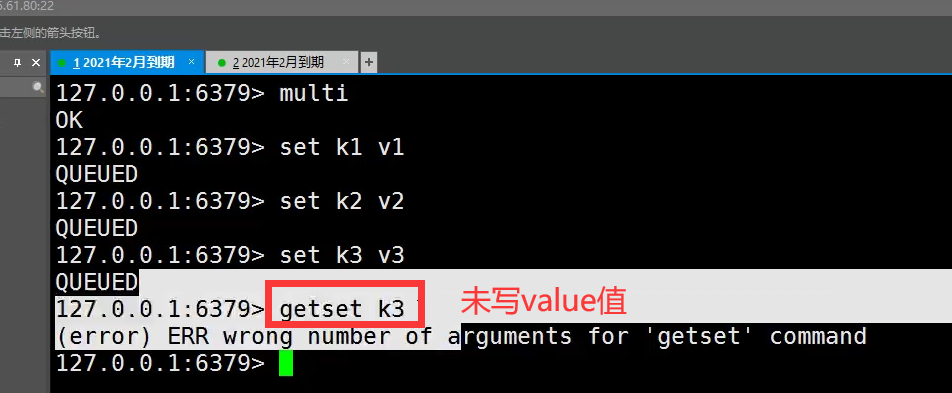 .61.80:22
击左侧的箭头按钮。
1 2021年2月到期 × 2 2021年2月到期 × +
127.0.0.1:6379> multi
OK
127.0.0.1:6379> set k1 v1
QUEUED
127.0.0.1:6379> set k2 v2
QUEUED
127.0.0.1:6379> set k3 v3
QUEUED
127.0.0.1:6379> getset k3 未写value值
(error) ERR wrong number of arguments for 'getset' command
127.0.0.1:6379>